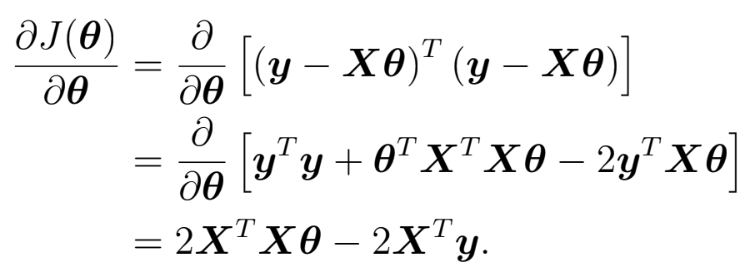 ∂J(θ)/∂θ = ∂/∂θ [(y − Xθ)^T (y − Xθ)]
= ∂/∂θ [y^T y + θ^T X^T Xθ − 2y^T Xθ]
= 2X^T Xθ − 2X^T y.